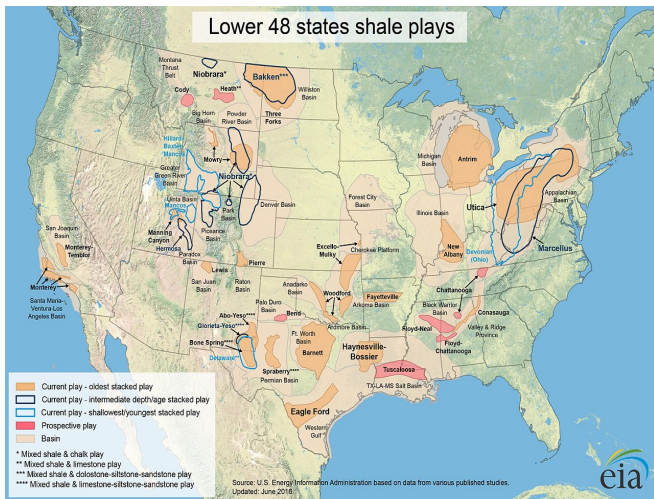 Lower 48 states shale plays
Montana
Thrust
Belt
Niobrara*
Bakken***
Cody
Heath**
Williston
Basin
Big Horn
Basin
Powder
River Basin
Three
Forks
Hilliard
Baxter
Mancos
Mowry
Greater
Green River
Basin
Niobrara*
Michigan
Basin
Antrim
Uinta Basin
Mancos
Park
Basin
Denver Basin
Forest City
Basin
Illinois Basin
Utica
Appalachian
Basin
San Joaquin
Basin
Monterey-
Temblor
Manning
Canyon
Piceance
Basin
Hermosa
Paradox
Basin
Excello-
Mulky
Cherokee Platform
New
Albany
Devonian
(Ohio)
Marcellus
Monterey
Lewis
Pierre
San Juan
Basin
Raton
Basin
Anadarko
Basin
Woodford
Fayetteville
Arkoma Basin
Chattanooga
Santa Maria-
Ventura-Los
Angeles Basin
Palo Duro
Basin
Abo-Yeso****
Glorieta-Yeso****
Bend
Ardmore Basin
Black Warrior
Basin
Conasauga
Valley & Ridge
Province
Floyd-Neal
Floyd-
Chattanooga
Bone Spring****
Delaware**
Ft. Worth
Basin
Barnett
Haynesville-
Bossier
Spraberry****
Permian Basin
Tuscaloosa
TX-LA-MS Salt Basin
Eagle Ford
Western
Gulf
Current play - oldest stacked play
Current play - intermediate depth/age stacked play
Current play - shallowest/youngest stacked play
Prospective play
Basin
* Mixed shale & chalk play
** Mixed shale & limestone play
*** Mixed shale & dolostone-siltstone-sandstone play
**** Mixed shale & limestone-siltstone-sandstone play
Source: U.S. Energy Information Administration based on data from various published studies.
Updated: June 2016
eia